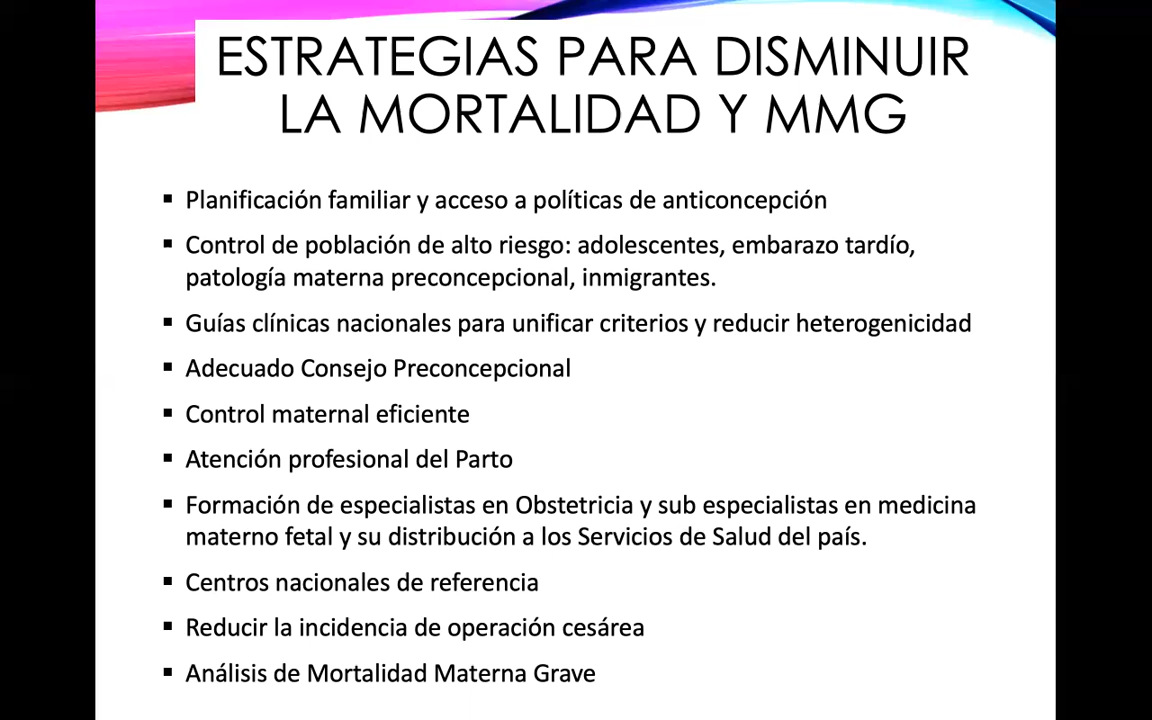 ESTRATEGIAS PARA DISMINUIR
LA MORTALIDAD Y MMG
▪ Planificación familiar y acceso a políticas de anticoncepción
▪ Control de población de alto riesgo: adolescentes, embarazo tardío,
patología materna preconcepcional, inmigrantes.
▪ Guías clínicas nacionales para unificar criterios y reducir heterogenicidad
▪ Adecuado Consejo Preconcepcional
▪ Control maternal eficiente
▪ Atención profesional del Parto
▪ Formación de especialistas en Obstetricia y sub especialistas en medicina
materno fetal y su distribución a los Servicios de Salud del país.
▪ Centros nacionales de referencia
▪ Reducir la incidencia de operación cesárea
▪ Análisis de Mortalidad Materna Grave